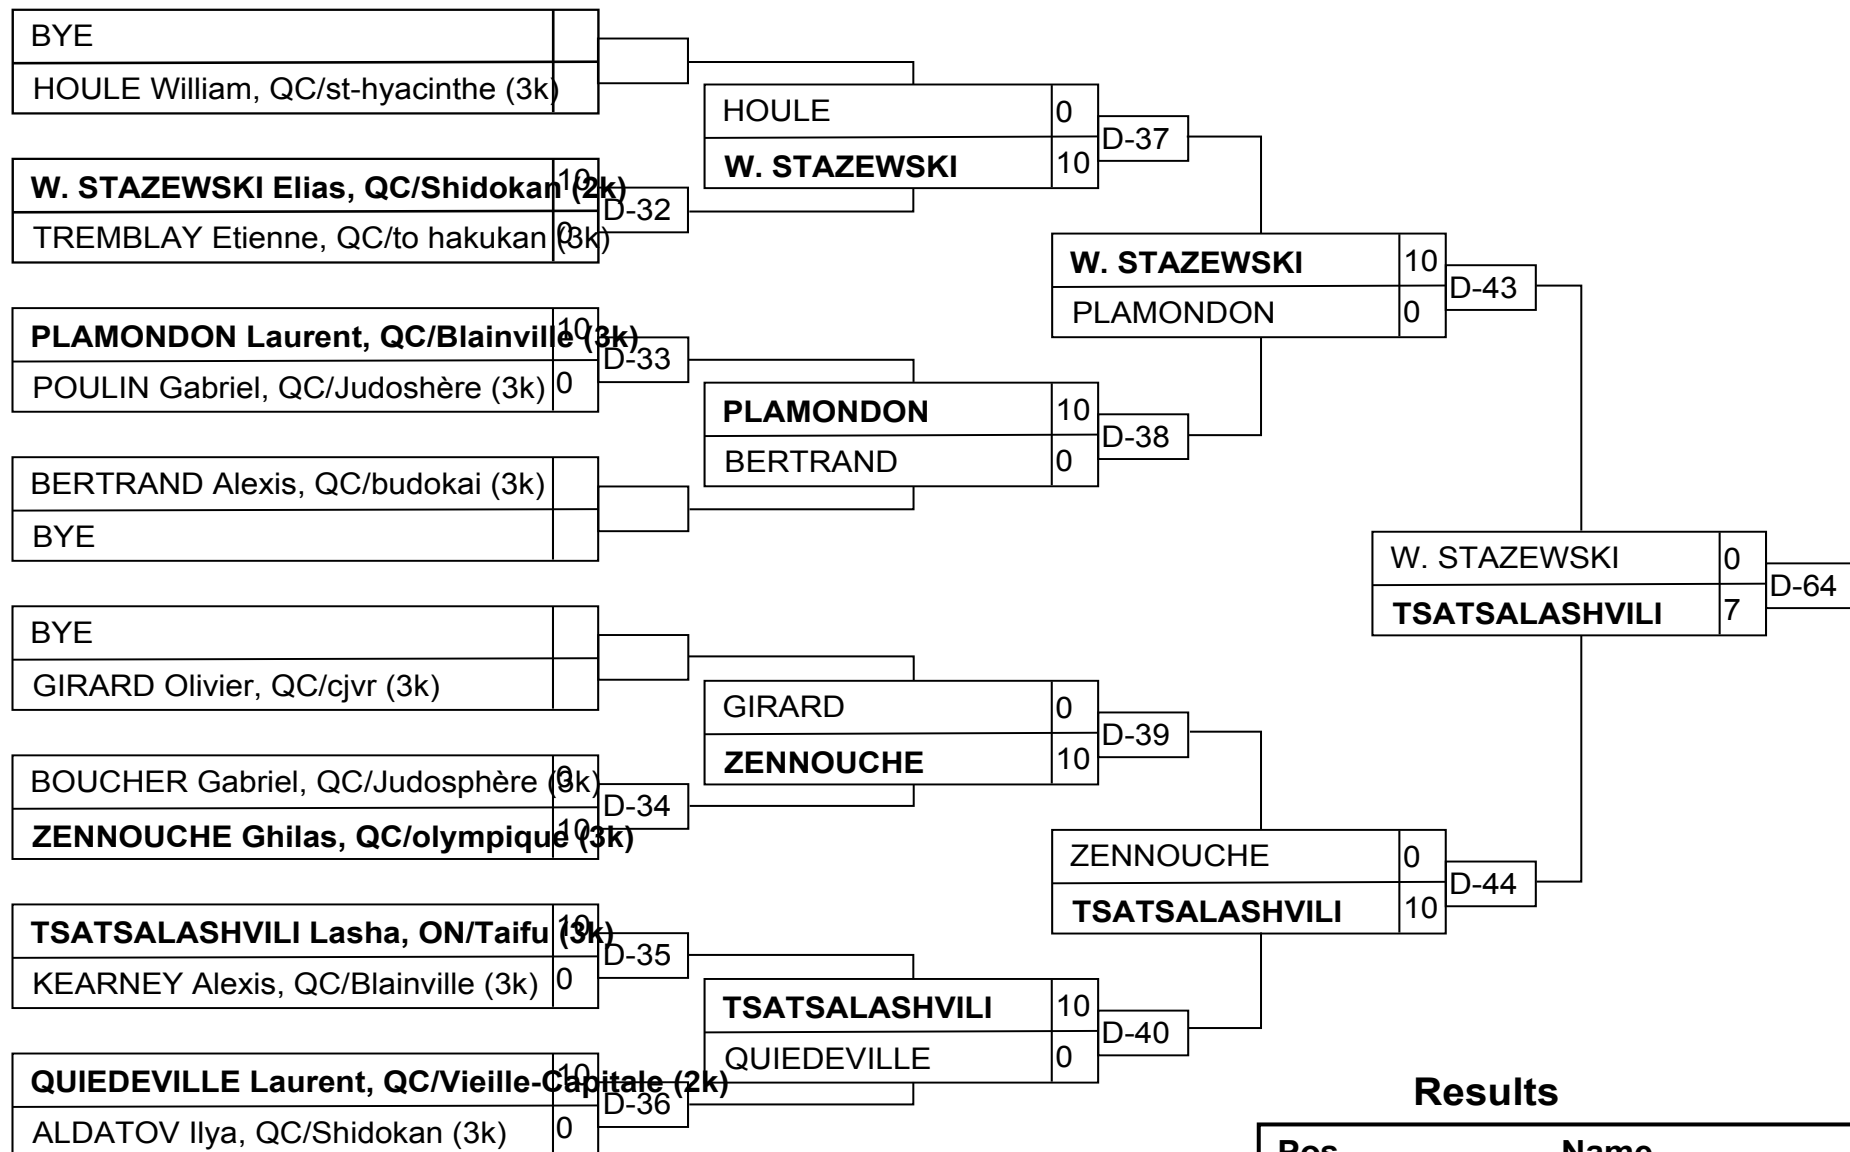 BYE
HOULE William, QC/st-hyacinthe (3k)
W. STAZEWSKI Elias, QC/Shidokan (2k) 10
TREMBLAY Etienne, QC/to hakukan (3k) 0
D-32
PLAMONDON Laurent, QC/Blainville (3k) 10
POULIN Gabriel, QC/Judoshère (3k) 0
D-33
BERTRAND Alexis, QC/budokai (3k)
BYE
BYE
GIRARD Olivier, QC/cjvr (3k)
BOUCHER Gabriel, QC/Judosphère (3k) 0
ZENNOUCHE Ghilas, QC/olympique (3k) 10
D-34
TSATSALASHVILI Lasha, ON/Taifu (3k) 10
KEARNEY Alexis, QC/Blainville (3k) 0
D-35
QUIEDEVILLE Laurent, QC/Vieille-Capitale (2k) 10
ALDATOV Ilya, QC/Shidokan (3k) 0
D-36
HOULE 0
W. STAZEWSKI 10
D-37
PLAMONDON 10
BERTRAND 0
D-38
GIRARD 0
ZENNOUCHE 10
D-39
TSATSALASHVILI 10
QUIEDEVILLE 0
D-40
W. STAZEWSKI 10
PLAMONDON 0
D-43
ZENNOUCHE 0
TSATSALASHVILI 10
D-44
W. STAZEWSKI 0
TSATSALASHVILI 7
D-64
Results
Pos Name